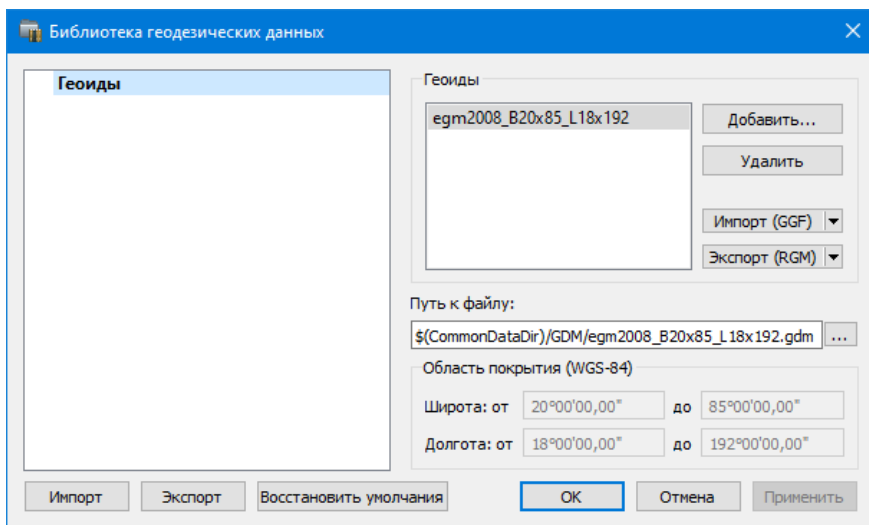 Библиотека геодезических данных
Геоиды
Геоиды
egm2008_B20x85_L18x192
Добавить...
Удалить
Импорт (GGF)
Экспорт (RGM)
Путь к файлу:
$(CommonDataDir)/GDM/egm2008_B20x85_L18x192.gdm ...
Область покрытия (WGS-84)
Широта: от 20°00'00,00" до 85°00'00,00"
Долгота: от 18°00'00,00" до 192°00'00,00"
Импорт Экспорт Восстановить умолчания OK Отмена Применить